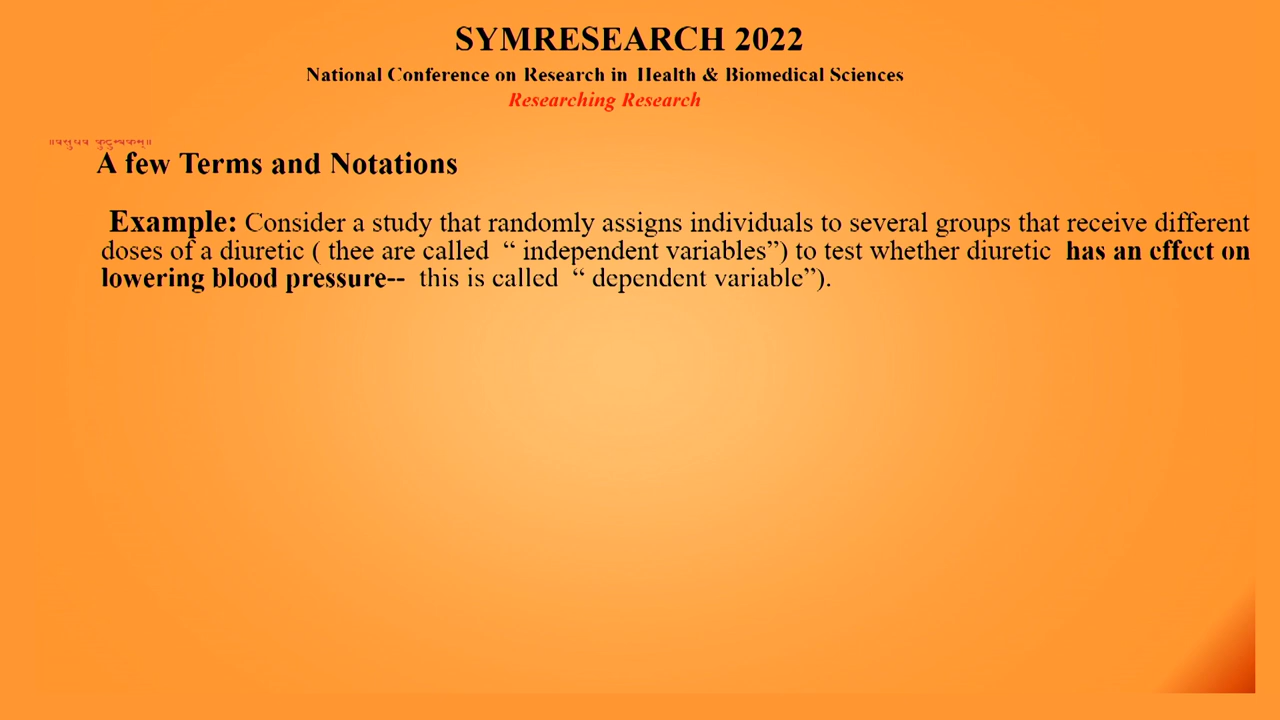 SYMRESEARCH 2022
National Conference on Research in Health & Biomedical Sciences
Researching Research
॥वसुधैव कुटुम्बकम्॥
A few Terms and Notations
Example: Consider a study that randomly assigns individuals to several groups that receive different
doses of a diuretic ( thee are called “ independent variables”) to test whether diuretic has an effect on
lowering blood pressure-- this is called “ dependent variable”).